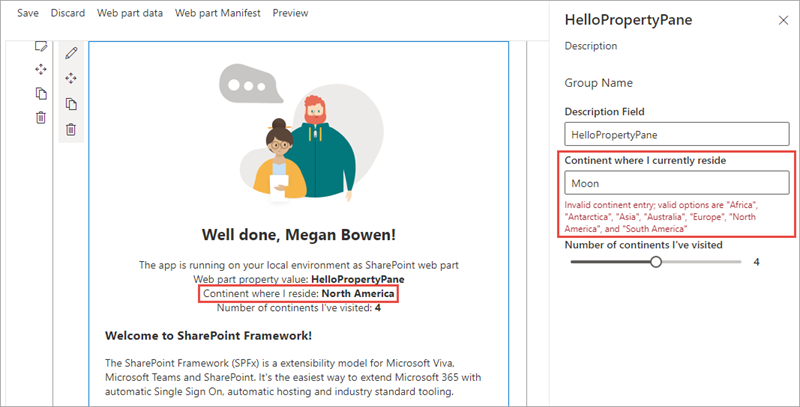 Save Discard Web part data Web part Manifest Preview
Well done, Megan Bowen!
The app is running on your local environment as SharePoint web part
Web part property value: HelloPropertyPane
Continent where I reside: North America
Number of continents I've visited: 4
Welcome to SharePoint Framework!
The SharePoint Framework (SPFx) is a extensibility model for Microsoft Viva,
Microsoft Teams and SharePoint. It's the easiest way to extend Microsoft 365 with
automatic Single Sign On, automatic hosting and industry standard tooling.
HelloPropertyPane
Description
Group Name
Description Field
HelloPropertyPane
Continent where I currently reside
Moon
Invalid continent entry; valid options are "Africa",
"Antarctica", "Asia", "Australia", "Europe", "North
America", and "South America"
Number of continents I've visited
4